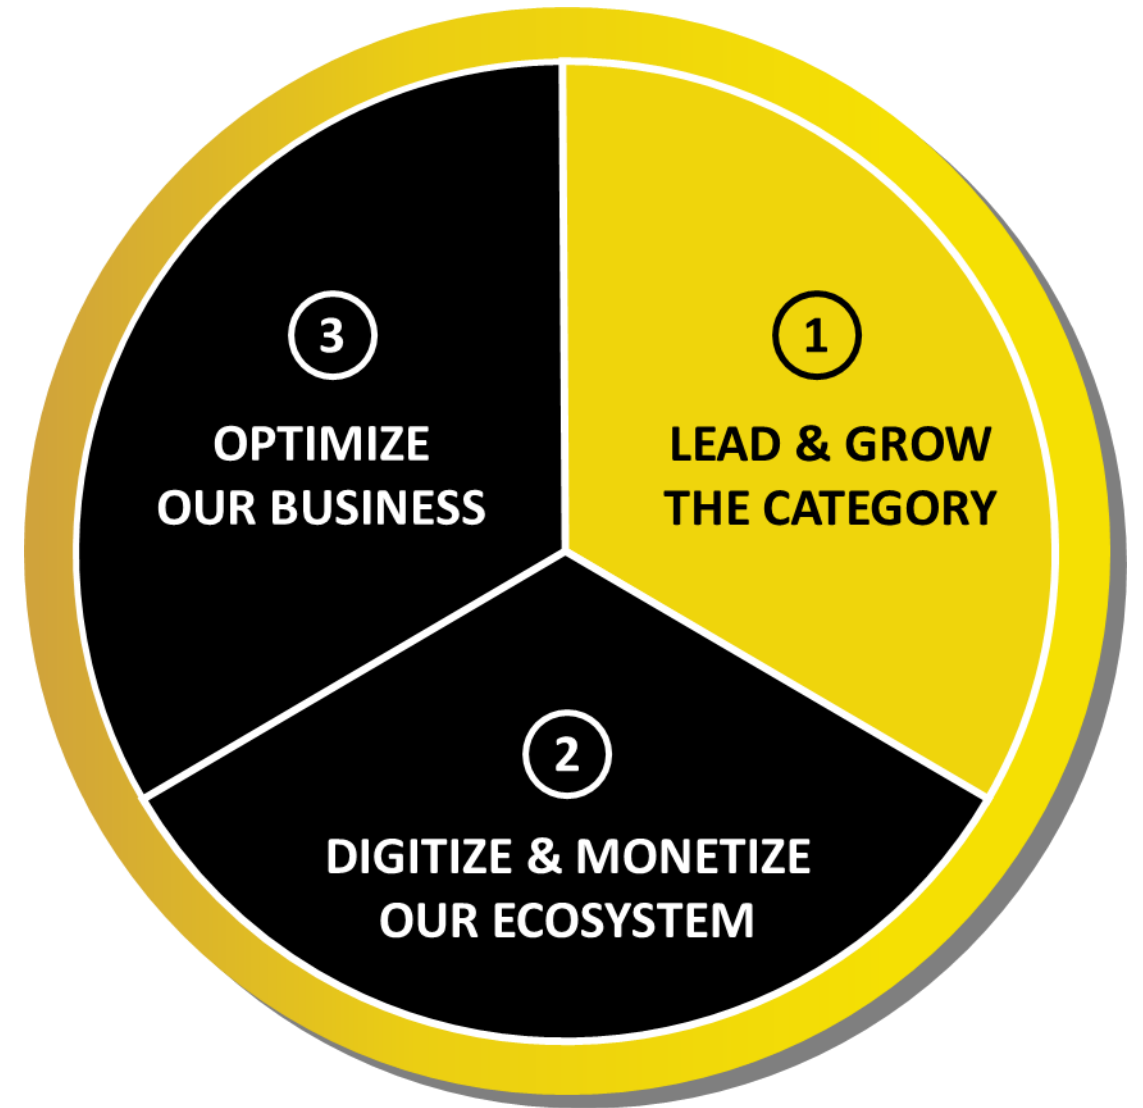 1
LEAD & GROW
THE CATEGORY
2
DIGITIZE & MONETIZE
OUR ECOSYSTEM
3
OPTIMIZE
OUR BUSINESS